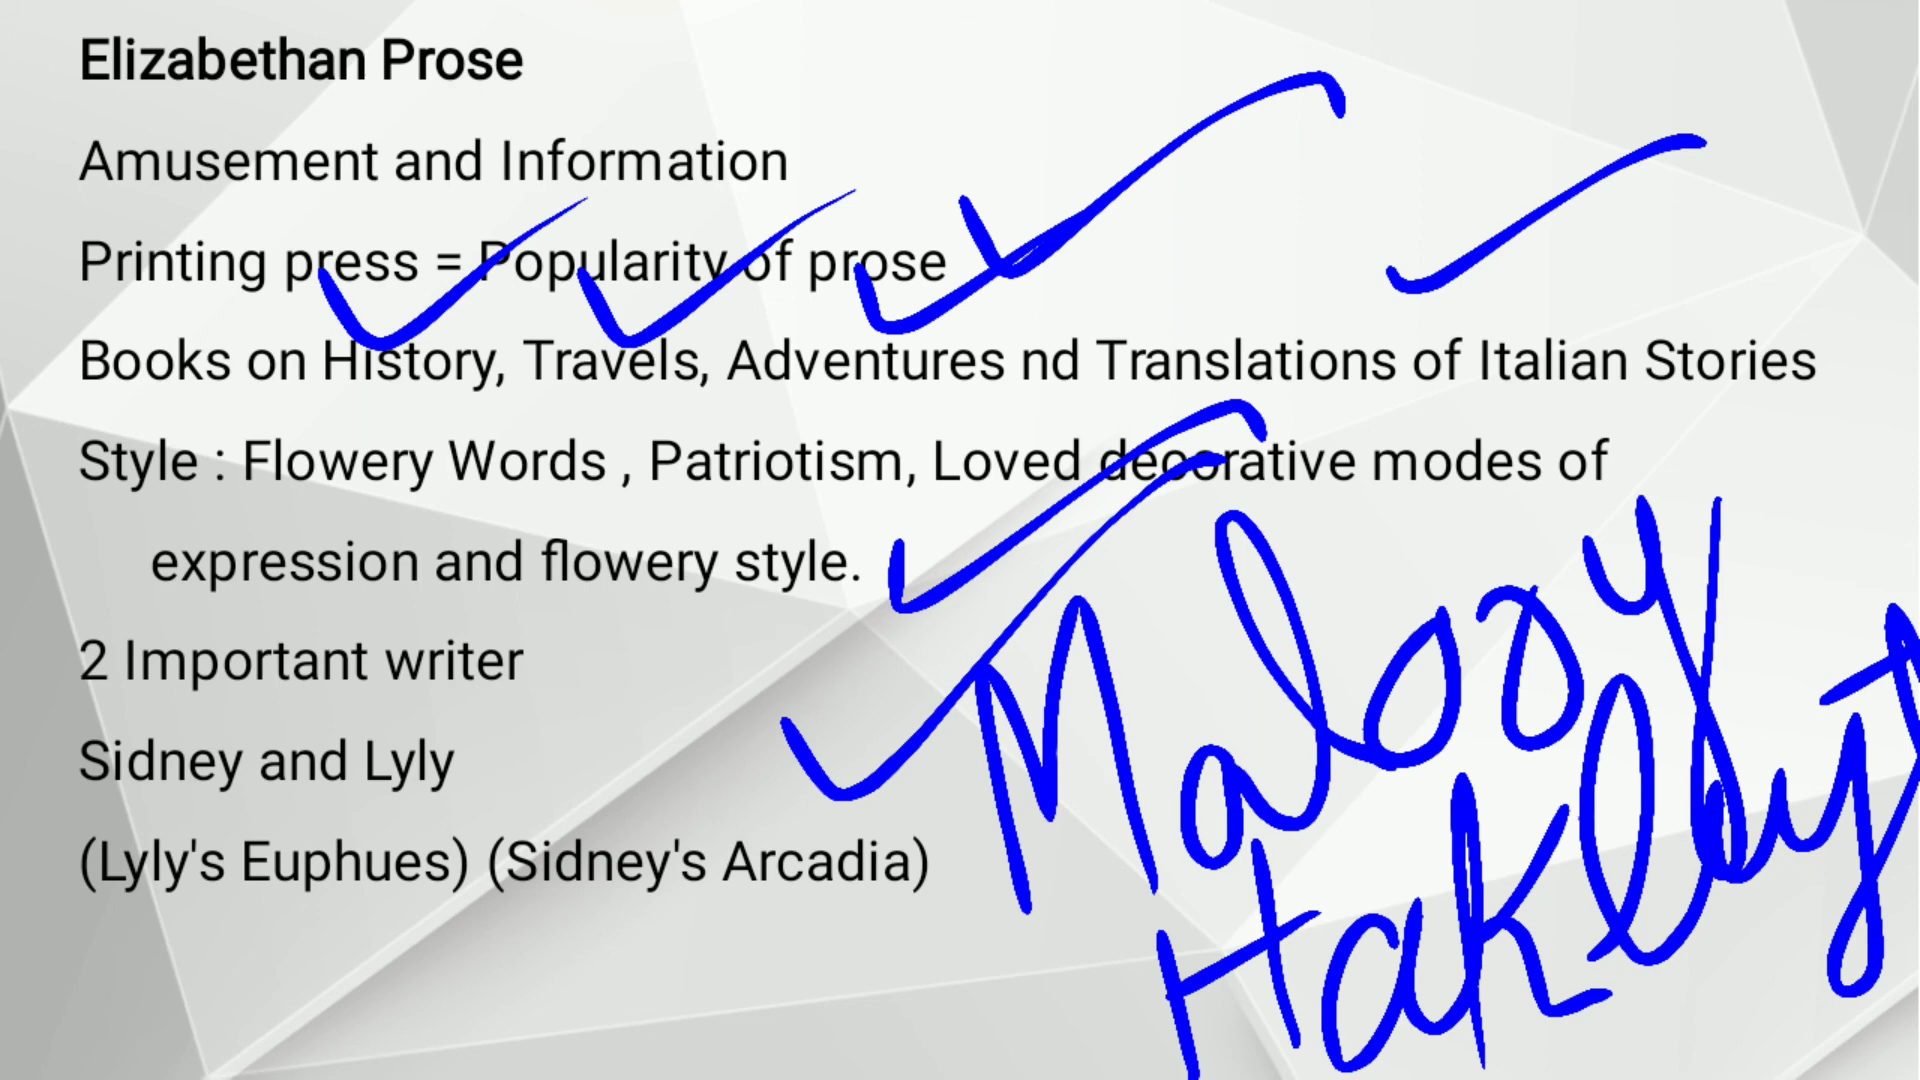 Elizabethan Prose
Amusement and Information
Printing press = Popularity of prose
Books on History, Travels, Adventures nd Translations of Italian Stories
Style : Flowery Words , Patriotism, Loved decorative modes of
expression and flowery style.
2 Important writer
Sidney and Lyly
(Lyly's Euphues) (Sidney's Arcadia)
Malory
Hakluyt